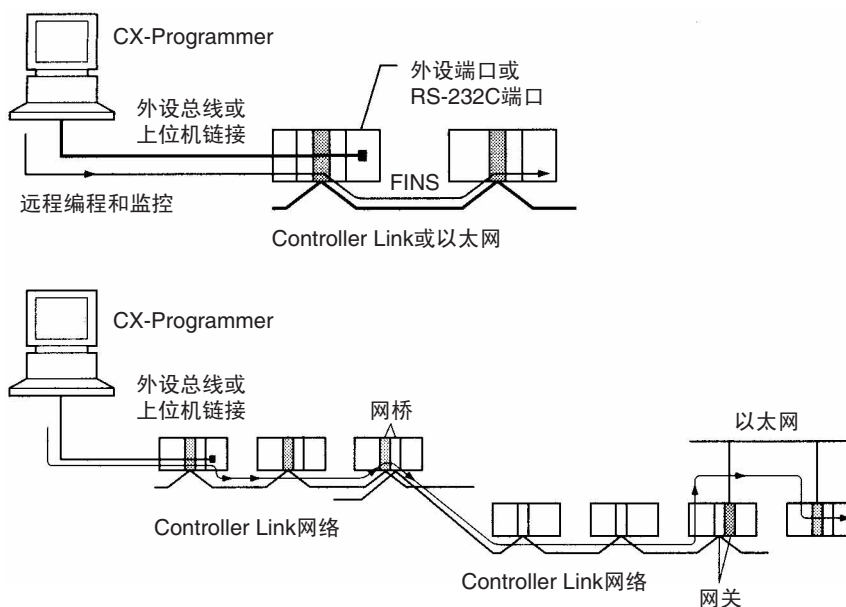 CX-Programmer
外设端口或
RS-232C端口
外设总线或
上位机链接
FINS
远程编程和监控
Controller Link或以太网
CX-Programmer
外设总线或
上位机链接
网桥
以太网
Controller Link网络
Controller Link网络
网关